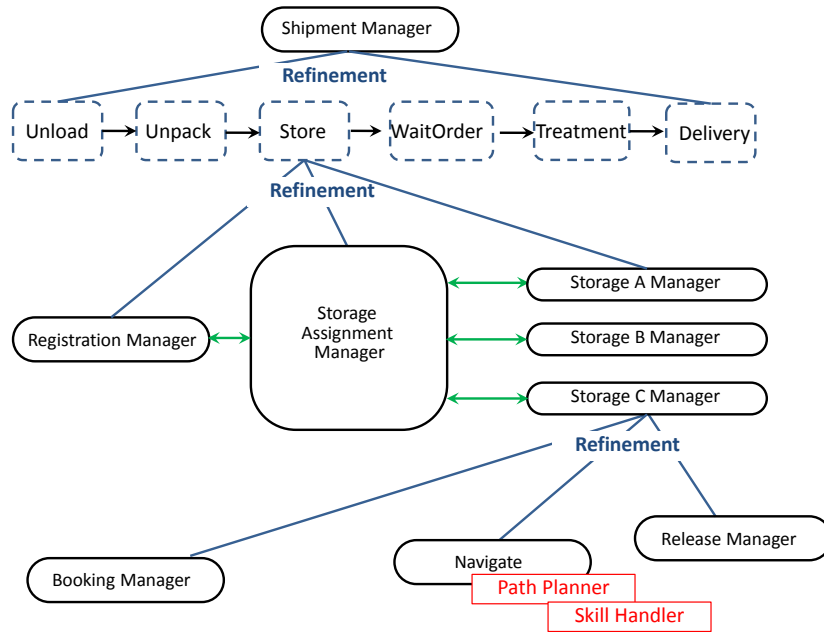 Shipment Manager
Refinement
Unload
Unpack
Store
WaitOrder
Treatment
Delivery
Refinement
Registration Manager
Storage
Assignment
Manager
Storage A Manager
Storage B Manager
Storage C Manager
Refinement
Booking Manager
Navigate
Release Manager
Path Planner
Skill Handler